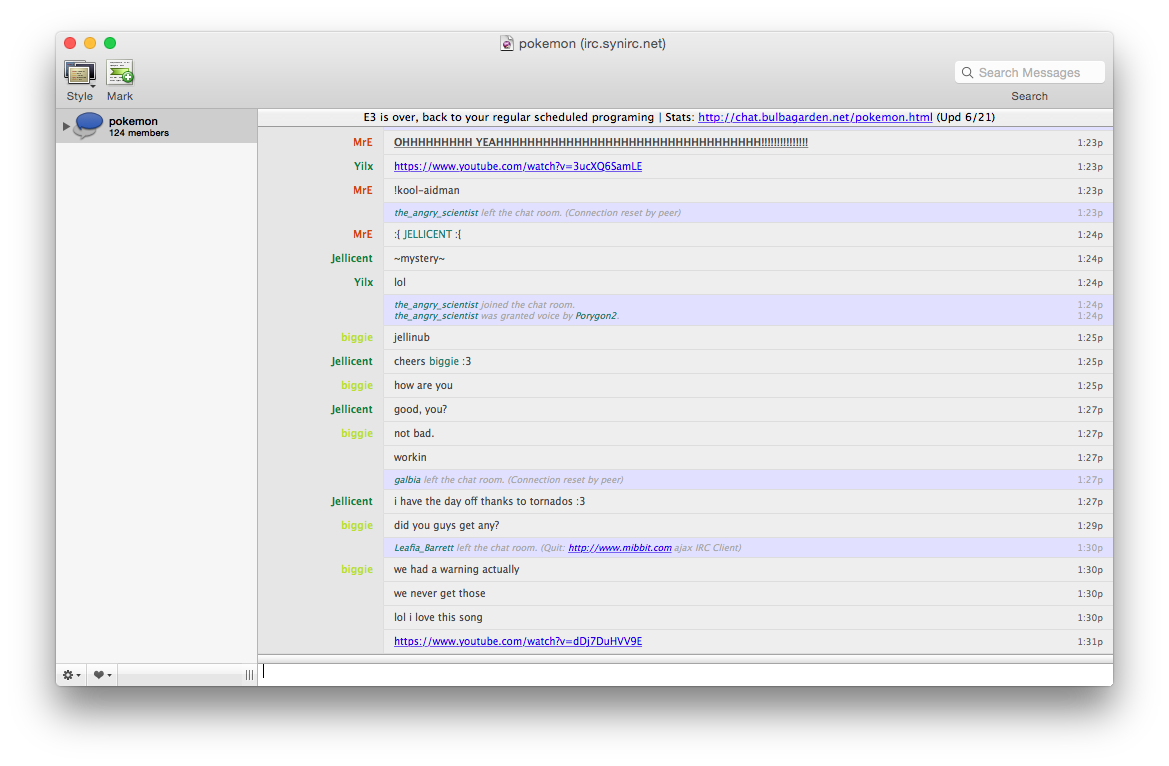 pokemon (irc.synirc.net)
Style Mark
Search Messages
Search
pokemon
124 members
E3 is over, back to your regular scheduled programing | Stats: http://chat.bulbagarden.net/pokemon.html (Upd 6/21)
MrE OHHHHHHHHH YEAHHHHHHHHHHHHHHHHHHHHHHHHHHHHHHHHHH!!!!!!!!!!!!!!! 1:23p
Yilx https://www.youtube.com/watch?v=3ucXQ6SamLE 1:23p
MrE !kool-aidman 1:23p
the_angry_scientist left the chat room. (Connection reset by peer) 1:23p
MrE :[ JELLICENT :[ 1:24p
Jellicent ~mystery~ 1:24p
Yilx lol 1:24p
the_angry_scientist joined the chat room. 1:24p
the_angry_scientist was granted voice by Porygon2. 1:24p
biggie jellinub 1:25p
Jellicent cheers biggie :3 1:25p
biggie how are you 1:25p
Jellicent good, you? 1:27p
biggie not bad. 1:27p
workin 1:27p
galbia left the chat room. (Connection reset by peer) 1:27p
Jellicent i have the day off thanks to tornados :3 1:27p
biggie did you guys get any? 1:29p
Leafia_Barrett left the chat room. (Quit: http://www.mibbit.com ajax IRC Client) 1:30p
biggie we had a warning actually 1:30p
we never get those 1:30p
lol i love this song 1:30p
https://www.youtube.com/watch?v=dDj7DuHVV9E 1:31p